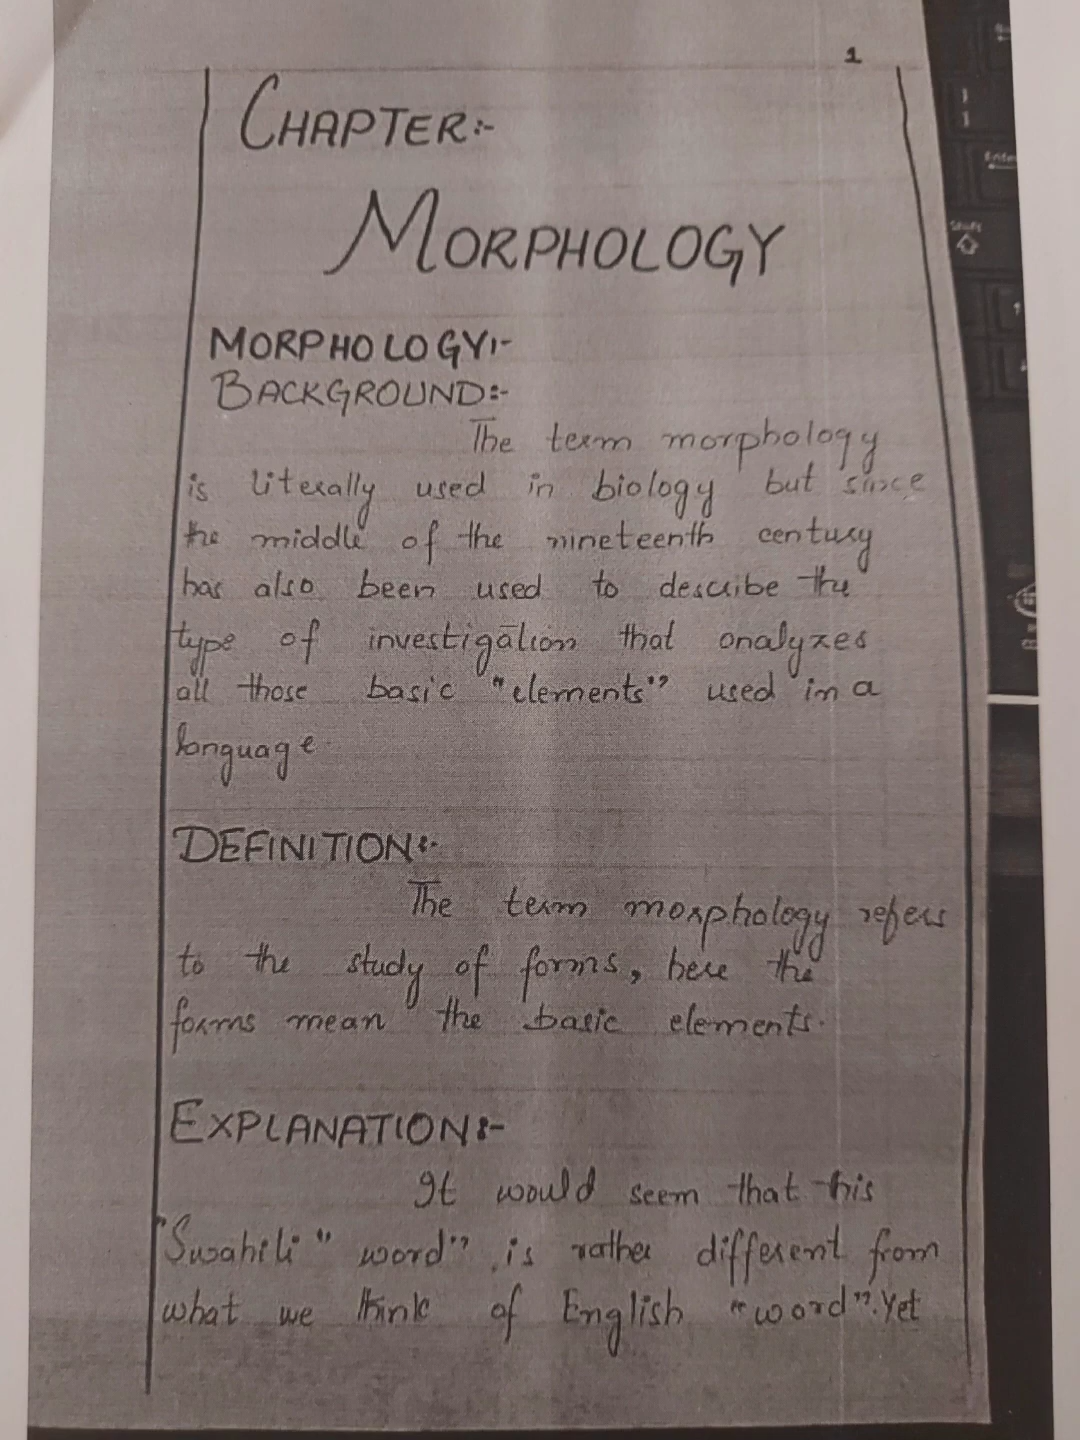 1
CHAPTER:-
MORPHOLOGY
MORPHOLOGY:-
BACKGROUND:-
The term morphology
is literally used in biology but since
the middle of the nineteenth century
has also been used to describe the
type of investigation that analyzes
all those basic "elements" used in a
language.
DEFINITION:-
The term morphology refers
to the study of forms, here the
forms mean the basic elements.
EXPLANATION:-
It would seem that this
"Swahili" word" is rather different from
what we think of English "word". Yet
Enter
Shift